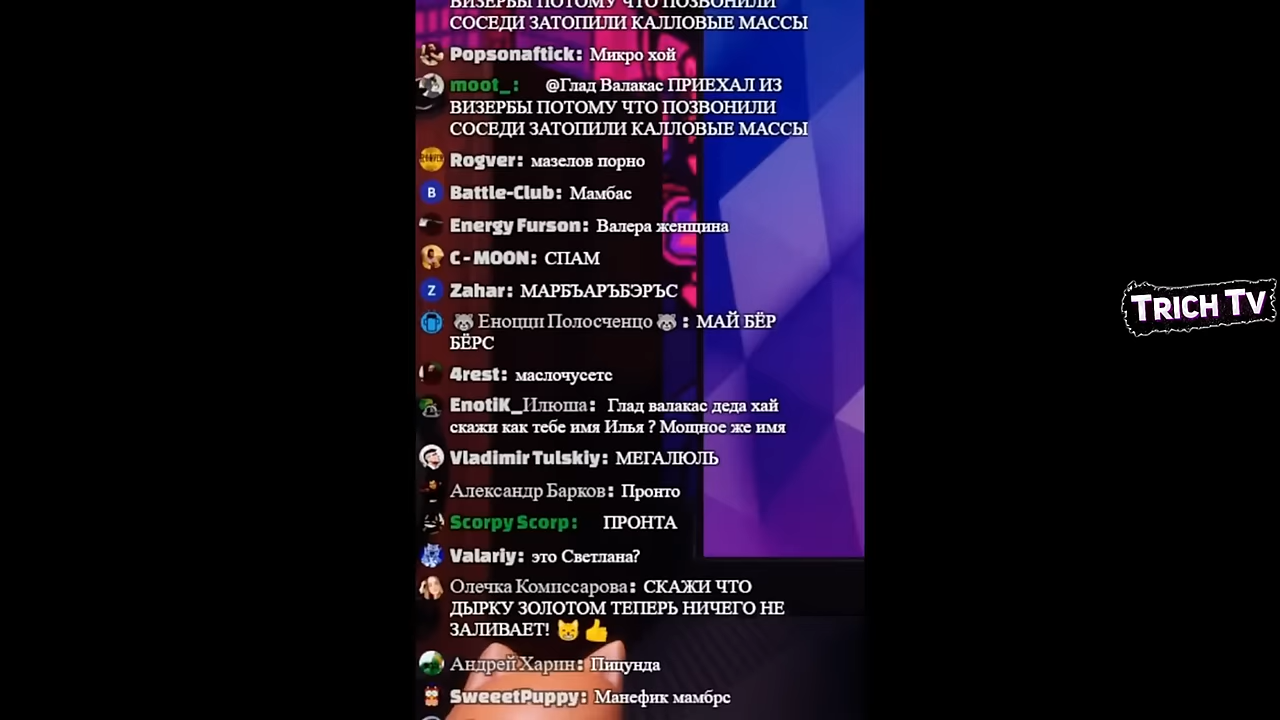 ВИЗЕРБЫ ПОТОМУ ЧТО ПОЗВОНИЛИ
СОСЕДИ ЗАТОПИЛИ КАЛЛОВЫЕ МАССЫ
Popsonaftick: Микро хой
moot_: @Глад Валакас ПРИЕХАЛ ИЗ
ВИЗЕРБЫ ПОТОМУ ЧТО ПОЗВОНИЛИ
СОСЕДИ ЗАТОПИЛИ КАЛЛОВЫЕ МАССЫ
Rogver: мазелов порно
B Battle-Club: Мамбас
Energy Furson: Валера женщина
C - MOON: СПАМ
Z Zahar: МАРБЪАРЪБЭРЪС
🦝 Еноцци Полосченцо 🦝 : МАЙ БЁР
БЁРС
4rest: маслочусетс
EnotiK_Илюша: Глад валакас деда хай
скажи как тебе имя Илья ? Мощное же имя
Vladimir Tulskiy: МЕГАЛЮЛЬ
Александр Барков: Пронто
Scorpy Scorp: ПРОНТА
Valariy: это Светлана?
Олечка Комиссарова: СКАЖИ ЧТО
ДЫРКУ ЗОЛОТОМ ТЕПЕРЬ НИЧЕГО НЕ
ЗАЛИВАЕТ! 😸 👍
Андрей Харин: Пицунда
SweeetPuppy: Манефик мамбрс
TRICH TV